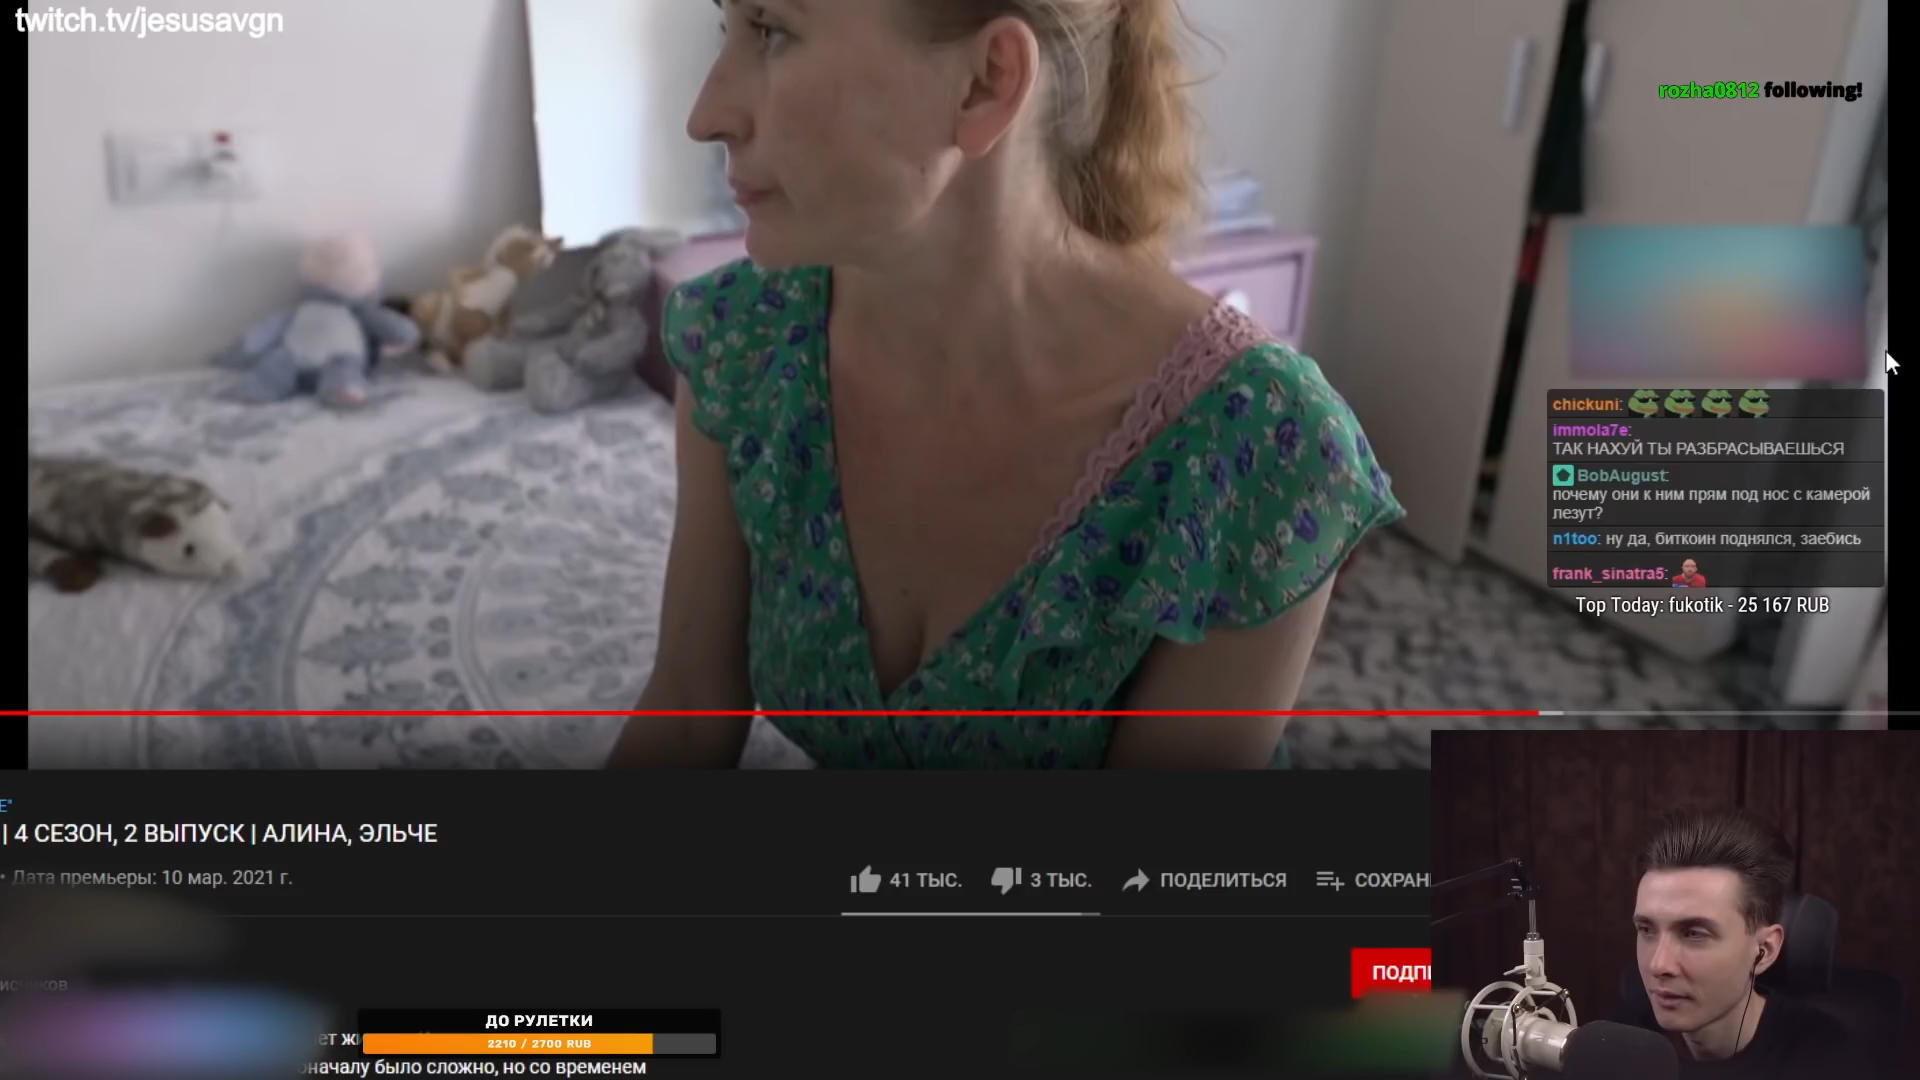 twitch.tv/jesusavgn
rozha0812 following!
chickuni:
immola7e:
ТАК НАХУЙ ТЫ РАЗБРАСЫВАЕШЬСЯ
BobAugust:
почему они к ним прям под нос с камерой
лезут?
n1too: ну да, биткоин поднялся, заебись
frank_sinatra5:
Top Today: fukotik - 25 167 RUB
Е"
| 4 СЕЗОН, 2 ВЫПУСК | АЛИНА, ЭЛЬЧЕ
• Дата премьеры: 10 мар. 2021 г.
41 ТЫС. 3 ТЫС. ПОДЕЛИТЬСЯ СОХРАН
ПОДПИ
ДО РУЛЕТКИ
2210 / 2700 RUB
оначалу было сложно, но со временем